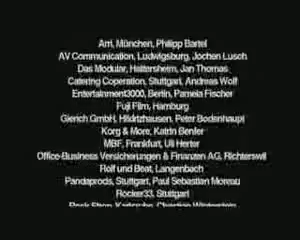 Arri, München, Philipp Bartel
AV Communication, Ludwigsburg, Jochen Lusch
Das Modular, Hattersheim, Jan Thomas
Catering Coperation, Stuttgart, Andreas Wolf
Entertainment3000, Berlin, Pamela Fischer
Fuji Film, Hamburg
Gierich GmbH, Hildrizhausen, Peter Bodenhaupt
Korg & More, Katrin Benler
MBF, Frankfurt, Uli Herter
Office-Business Versicherungen & Finanzen AG, Richterswil
Rolf und Beat, Langenbach
Pandaprods, Stuttgart, Paul Sebastian Moreau
Rocker33, Stuttgart